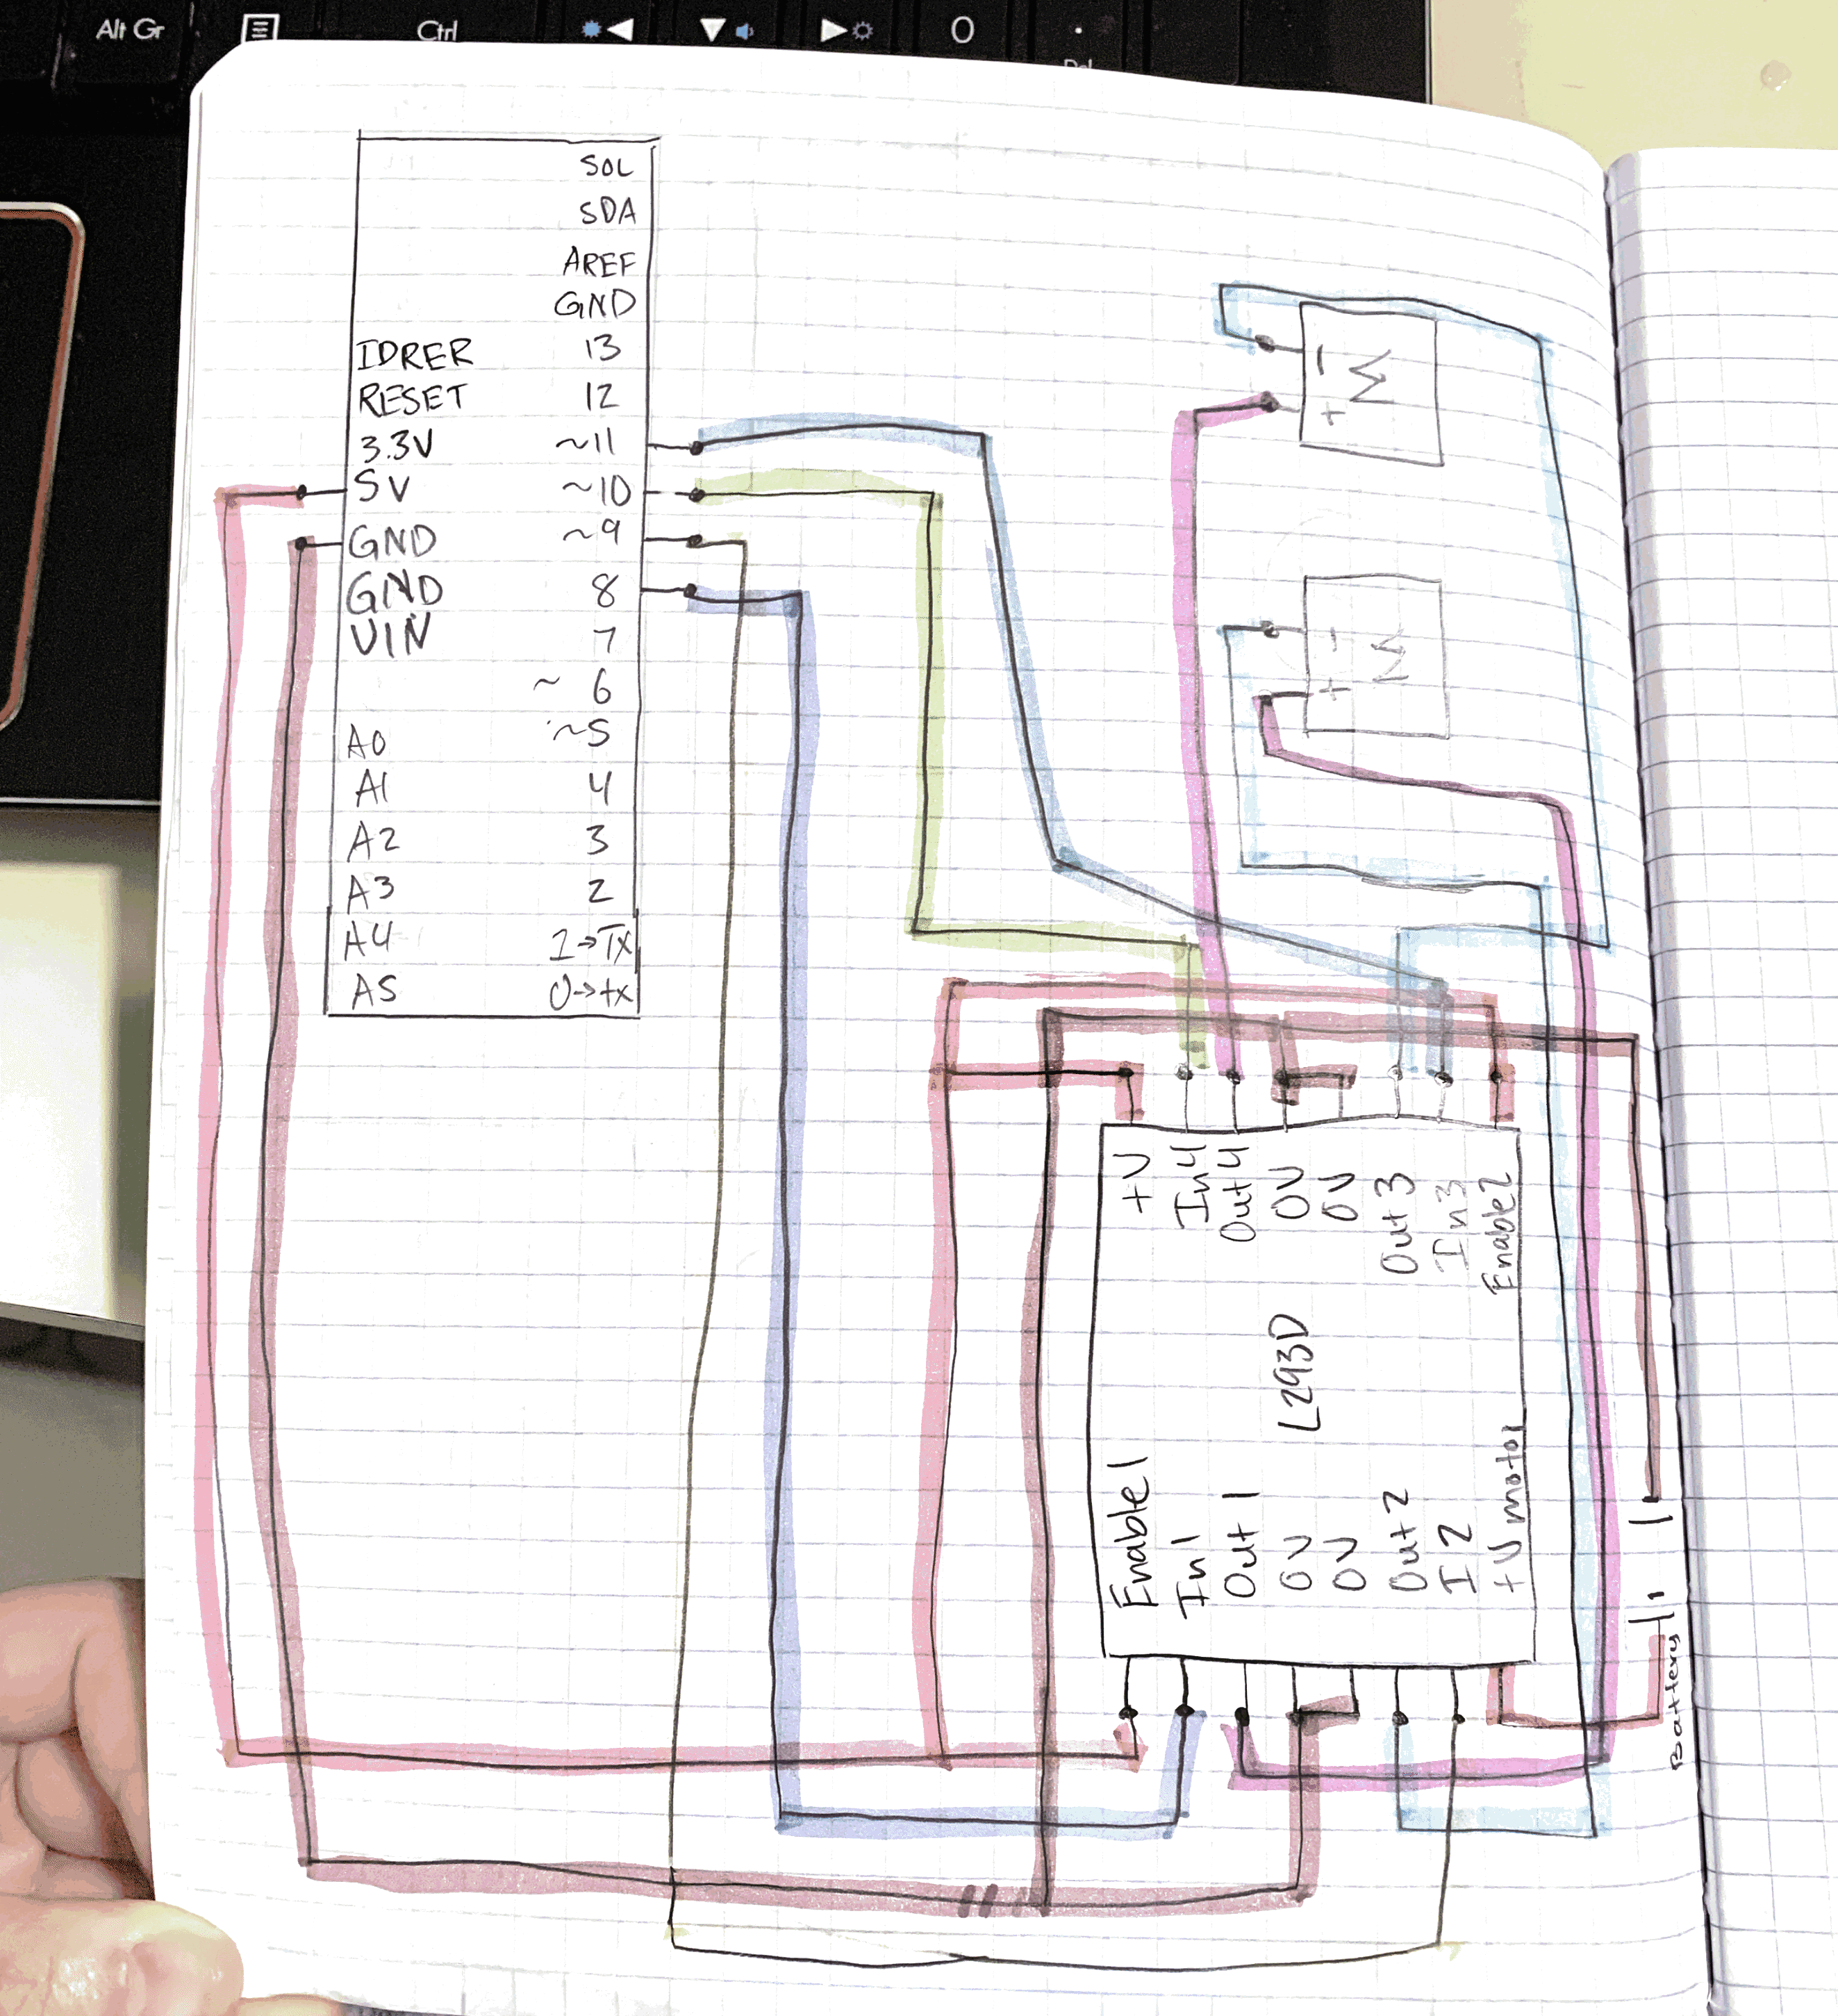 Alt Gr
Ctrl
0
.
SOL
SDA
AREF
GND
IDRER 13
RESET 12
3.3V ~11
5V ~10
GND ~9
GND 8
VIN 7
~ 6
A0 ~5
A1 4
A2 3
A3 2
A4 1→Tx
A5 0→tx
- M +
- M +
+V
In4
Out4
0V
0V
Out3
In3
Enable2
L293D
Enable1
In1
Out1
0V
0V
Out2
I2
+V motor
Battery